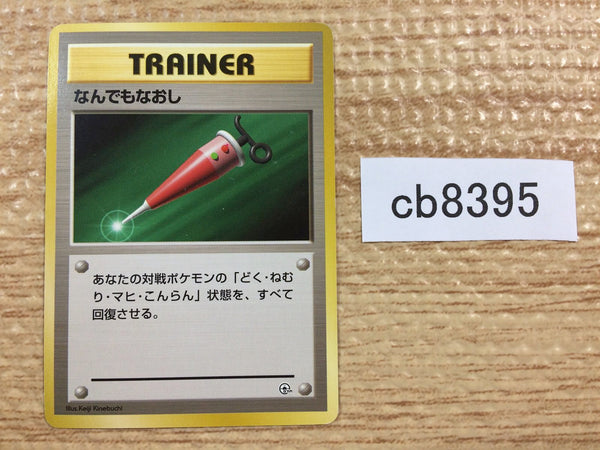 TRAINER
なんでもなおし
あなたの対戦ポケモンの「どく・ねむ
り・マヒ・こんらん」状態を、すべて
回復させる。
Illus.Keiji Kinebuchi
cb8395